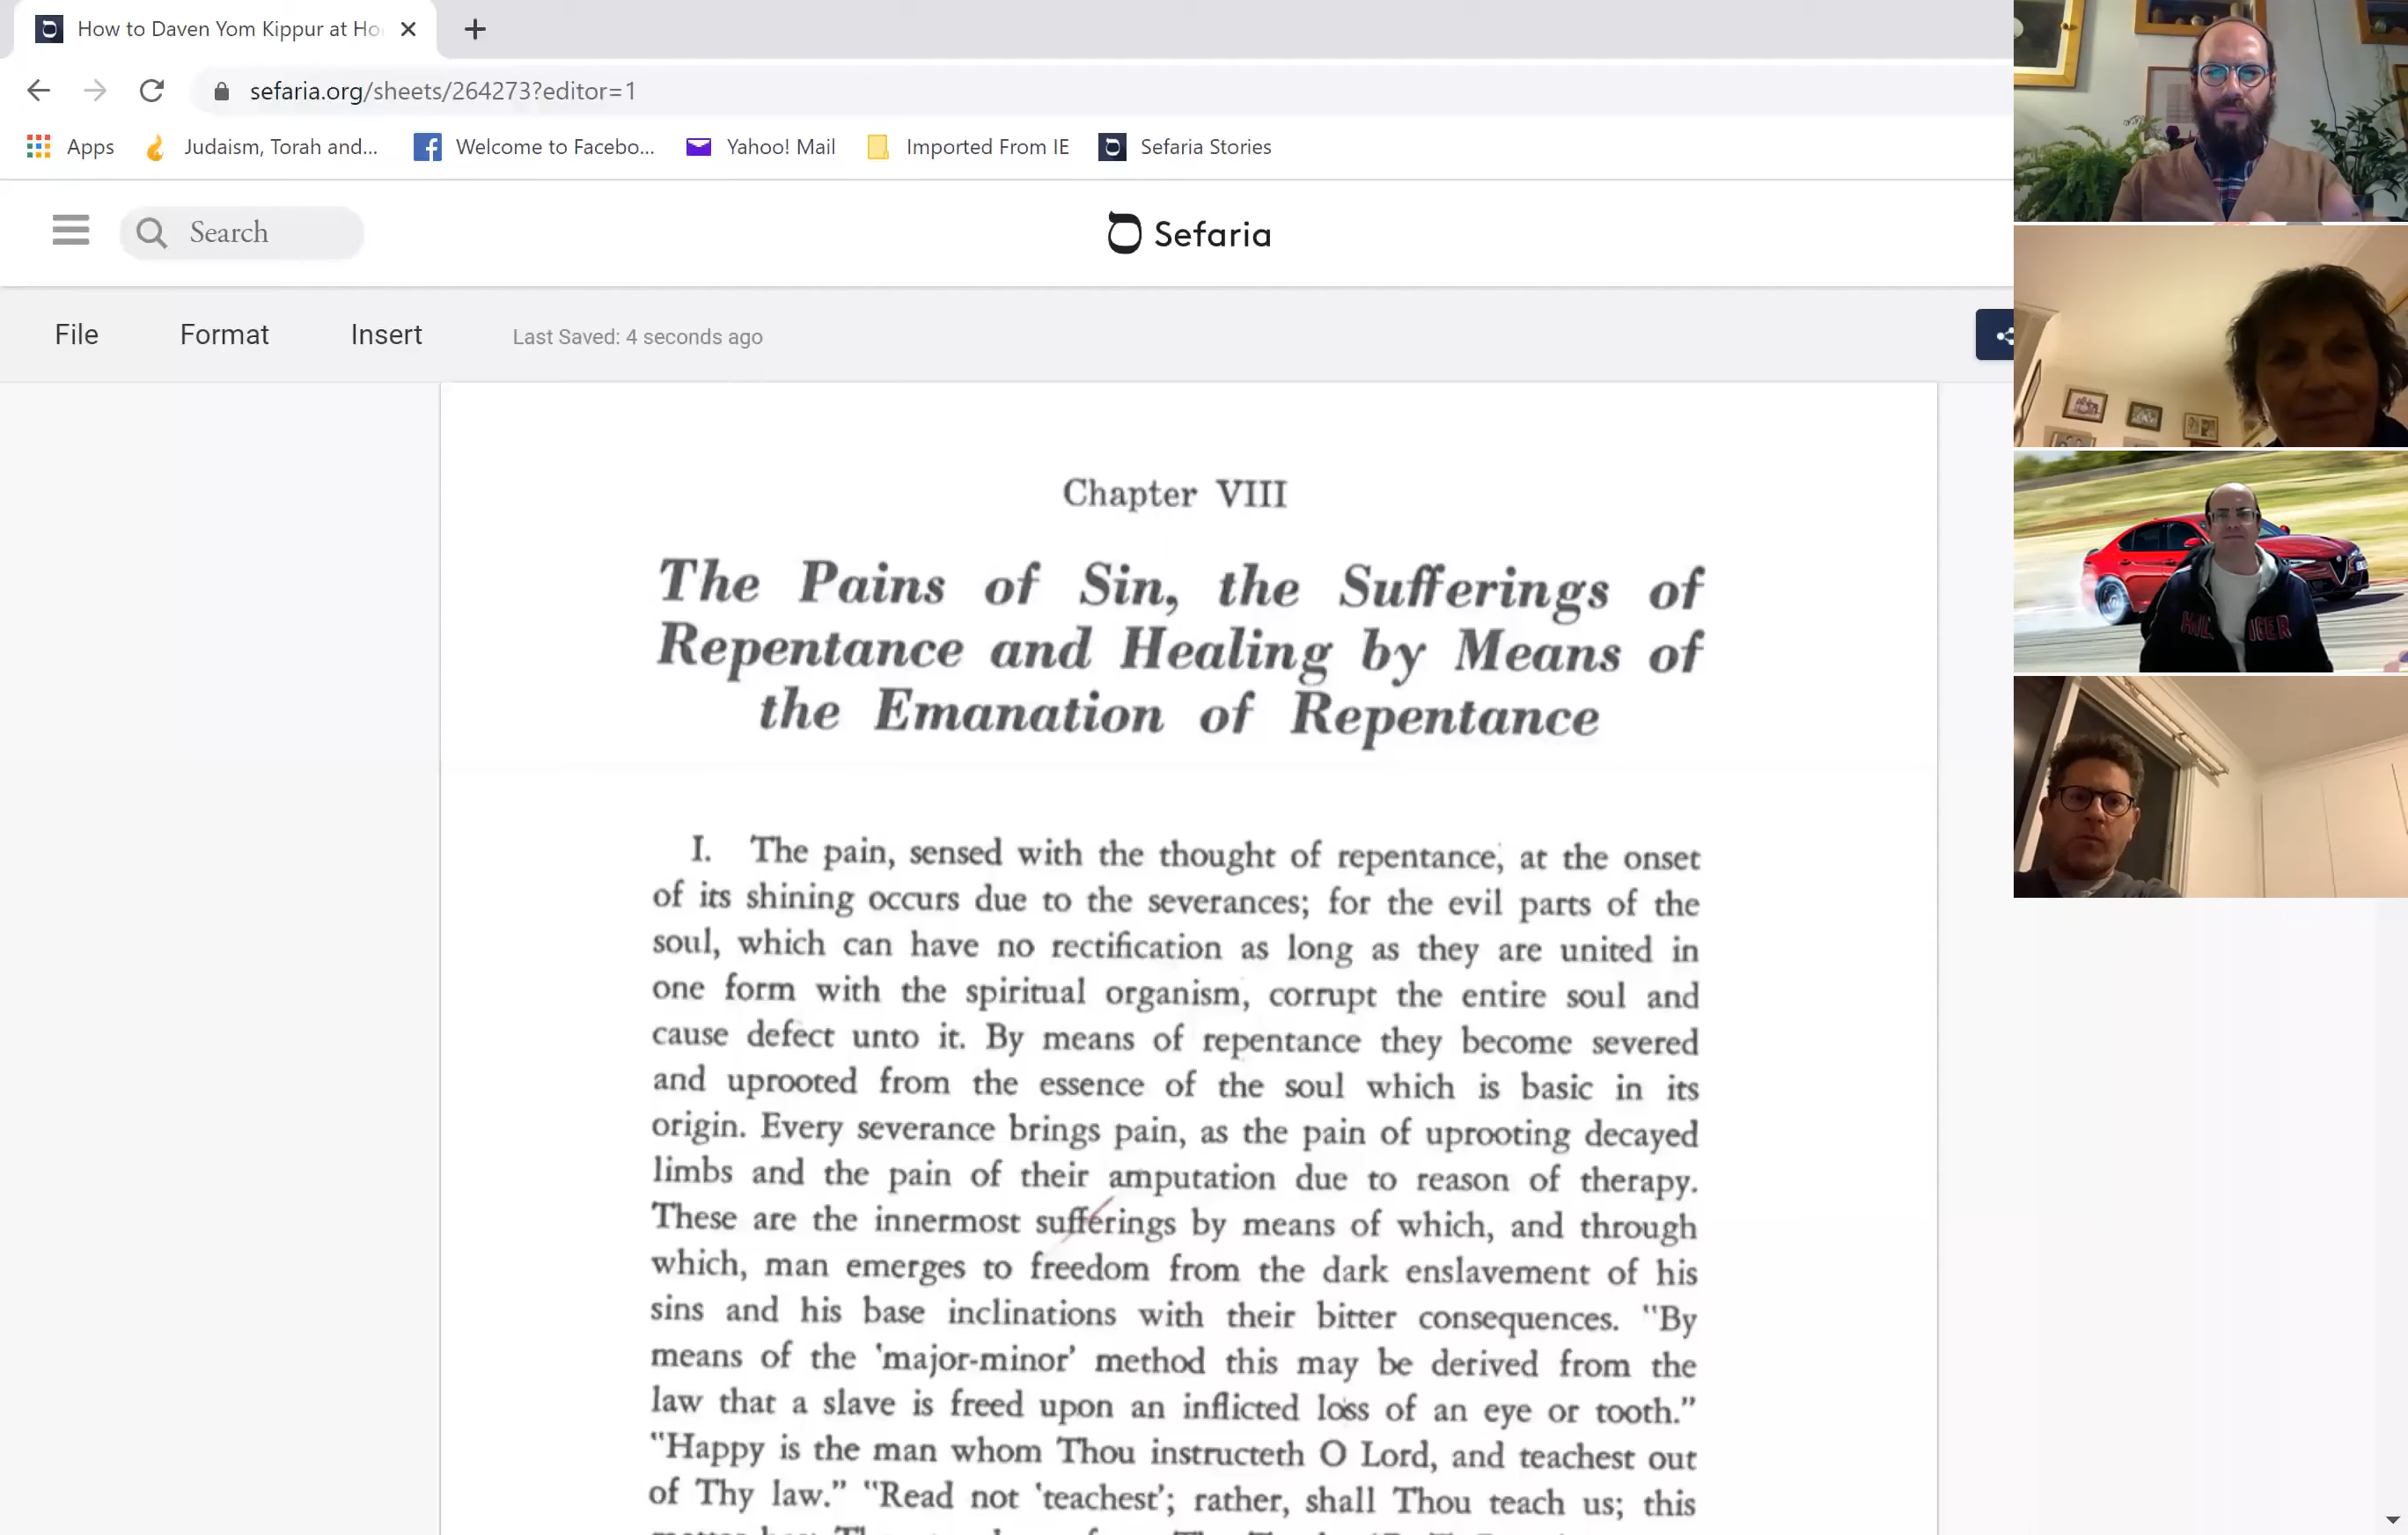 How to Daven Yom Kippur at Ho
sefaria.org/sheets/264273?editor=1
Apps
Judaism, Torah and...
Welcome to Facebo...
Yahoo! Mail
Imported From IE
Sefaria Stories
Search
Sefaria
File
Format
Insert
Last Saved: 4 seconds ago
Chapter VIII
The Pains of Sin, the Sufferings of
Repentance and Healing by Means of
the Emanation of Repentance
I. The pain, sensed with the thought of repentance, at the onset
of its shining occurs due to the severances; for the evil parts of the
soul, which can have no rectification as long as they are united in
one form with the spiritual organism, corrupt the entire soul and
cause defect unto it. By means of repentance they become severed
and uprooted from the essence of the soul which is basic in its
origin. Every severance brings pain, as the pain of uprooting decayed
limbs and the pain of their amputation due to reason of therapy.
These are the innermost sufferings by means of which, and through
which, man emerges to freedom from the dark enslavement of his
sins and his base inclinations with their bitter consequences. "By
means of the 'major-minor' method this may be derived from the
law that a slave is freed upon an inflicted loss of an eye or tooth."
"Happy is the man whom Thou instructeth O Lord, and teachest out
of Thy law." "Read not 'teachest'; rather, shall Thou teach us; this